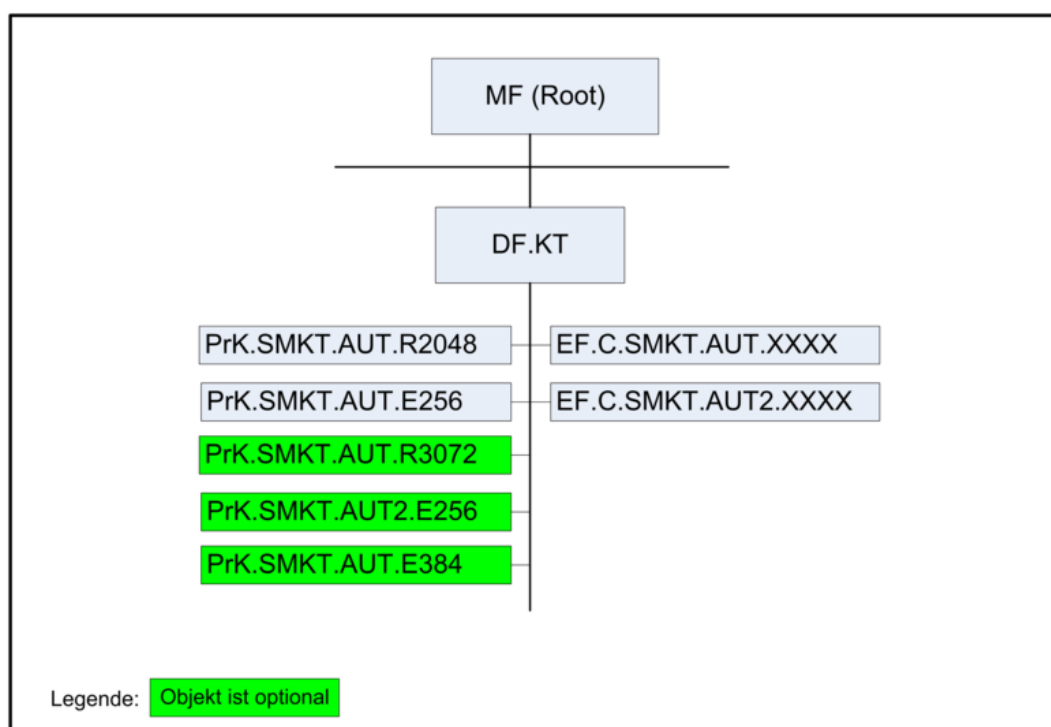 MF (Root)
DF.KT
PrK.SMKT.AUT.R2048
EF.C.SMKT.AUT.XXXX
PrK.SMKT.AUT.E256
EF.C.SMKT.AUT2.XXXX
PrK.SMKT.AUT.R3072
PrK.SMKT.AUT2.E256
PrK.SMKT.AUT.E384
Legende: Objekt ist optional